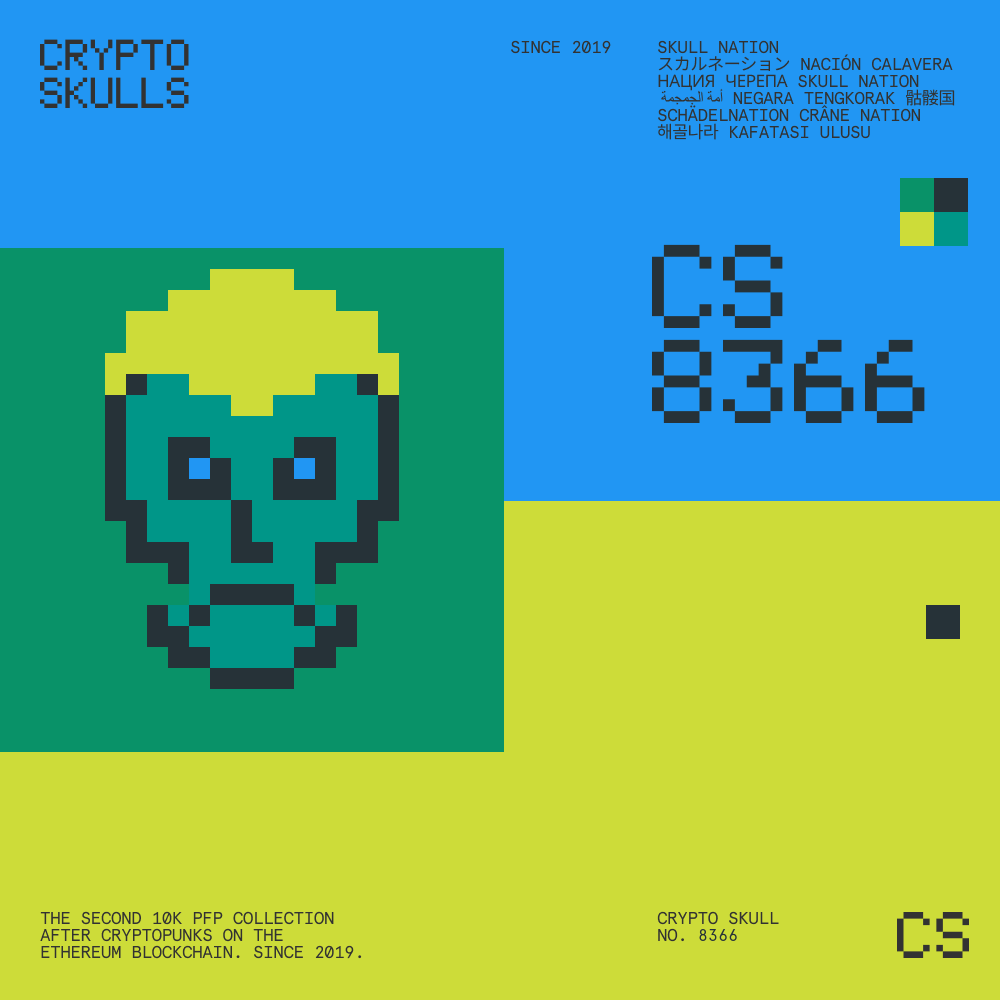 CRYPTO
SKULLS
SINCE 2019
SKULL NATION
スカルネーション NACIÓN CALAVERA
НАЦИЯ ЧЕРЕПА SKULL NATION
أمة الجمجمة NEGARA TENGKORAK 骷髅国
SCHÄDELNATION CRÂNE NATION
해골나라 KAFATASI ULUSU
CS
8366
THE SECOND 10K PFP COLLECTION
AFTER CRYPTOPUNKS ON THE
ETHEREUM BLOCKCHAIN. SINCE 2019.
CRYPTO SKULL
NO. 8366
CS